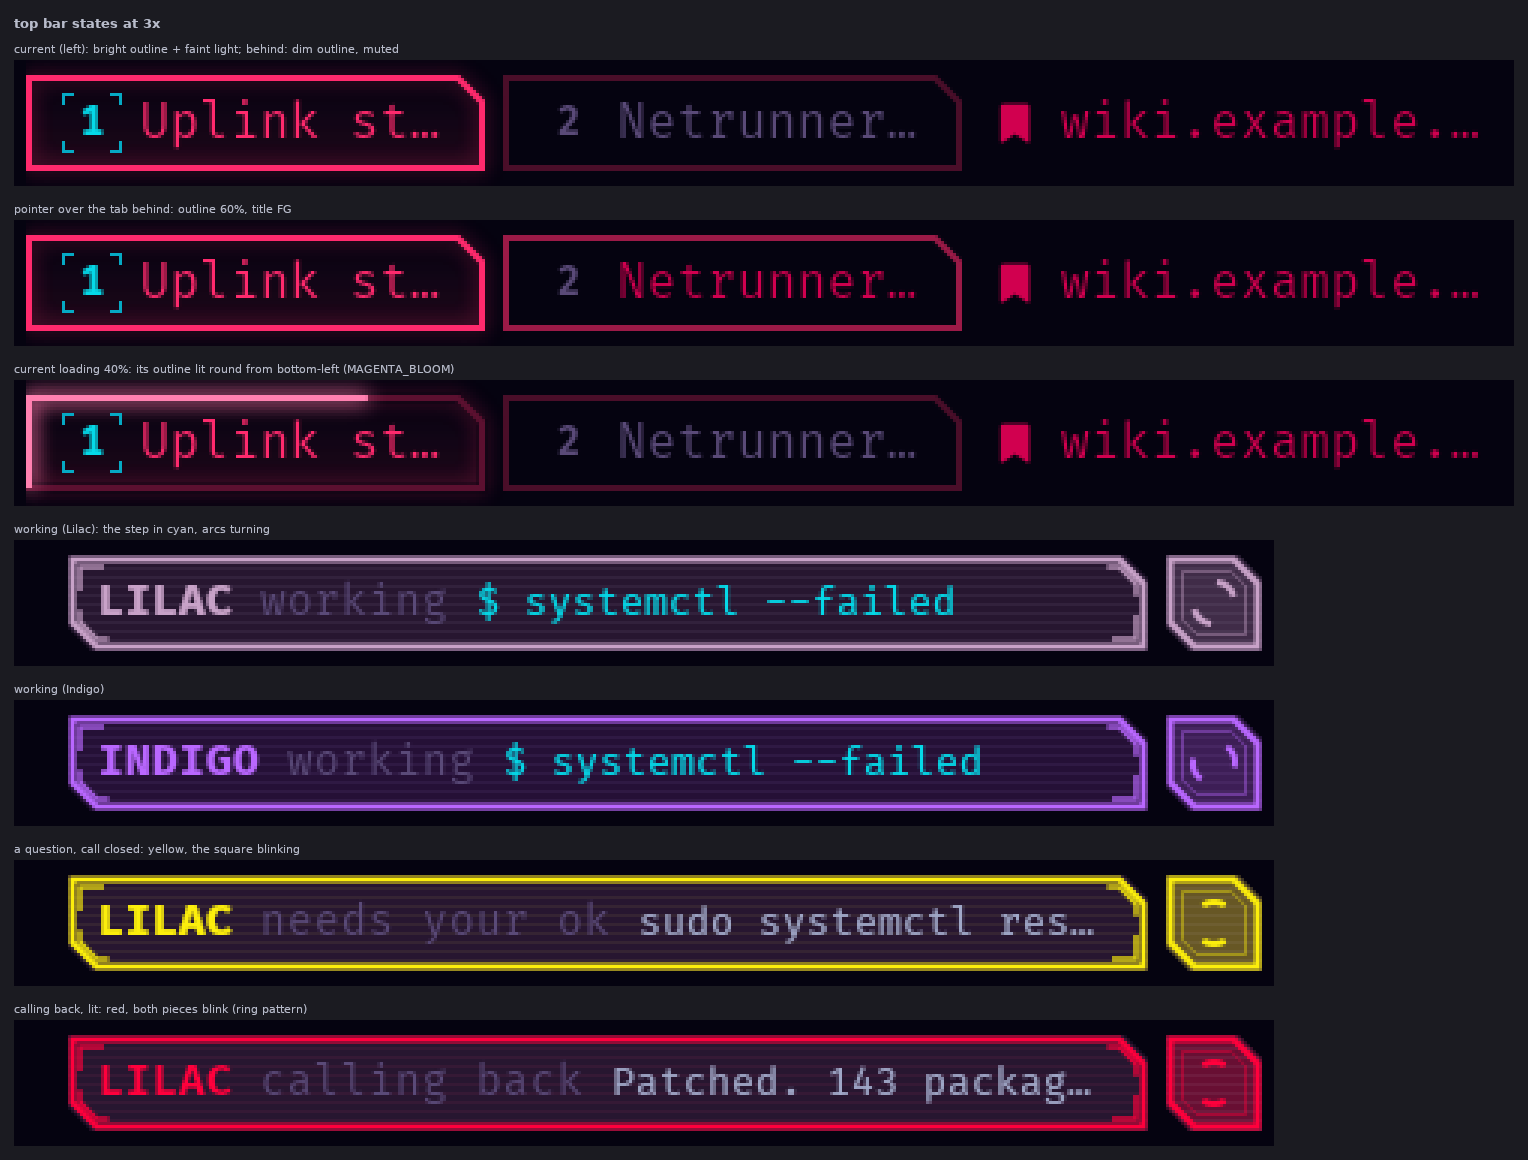 top bar states at 3x
current (left): bright outline + faint light; behind: dim outline, muted
1 Uplink st… 2 Netrunner… wiki.example.…
pointer over the tab behind: outline 60%, title FG
1 Uplink st… 2 Netrunner… wiki.example.…
current loading 40%: its outline lit round from bottom-left (MAGENTA_BLOOM)
1 Uplink st… 2 Netrunner… wiki.example.…
working (Lilac): the step in cyan, arcs turning
LILAC working $ systemctl --failed
working (Indigo)
INDIGO working $ systemctl --failed
a question, call closed: yellow, the square blinking
LILAC needs your ok sudo systemctl res…
calling back, lit: red, both pieces blink (ring pattern)
LILAC calling back Patched. 143 packag…